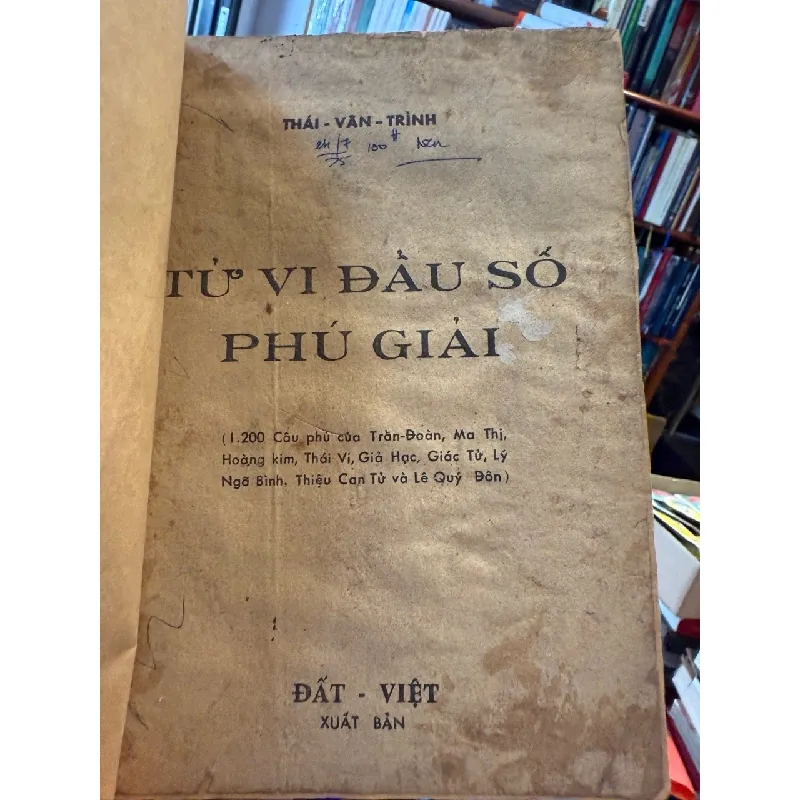 THÁI - VÂN - TRÌNH
100
TỬ VI ĐẨU SỐ
PHÚ GIẢI
(1.200 Câu phú của Trần-Đoàn, Ma Thị,
Hoàng kim, Thái Vi, Giả Hạc, Giác Tử, Lý
Ngã Bình, Thiệu Can Tử và Lê Quý Đôn)
ĐẤT - VIỆT
XUẤT BẢN